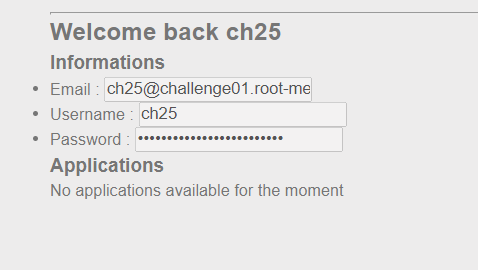 Welcome back ch25
Informations
Email : ch25@challenge01.root-me
Username : ch25
Password : •••••••••••••••••••••••••
Applications
No applications available for the moment